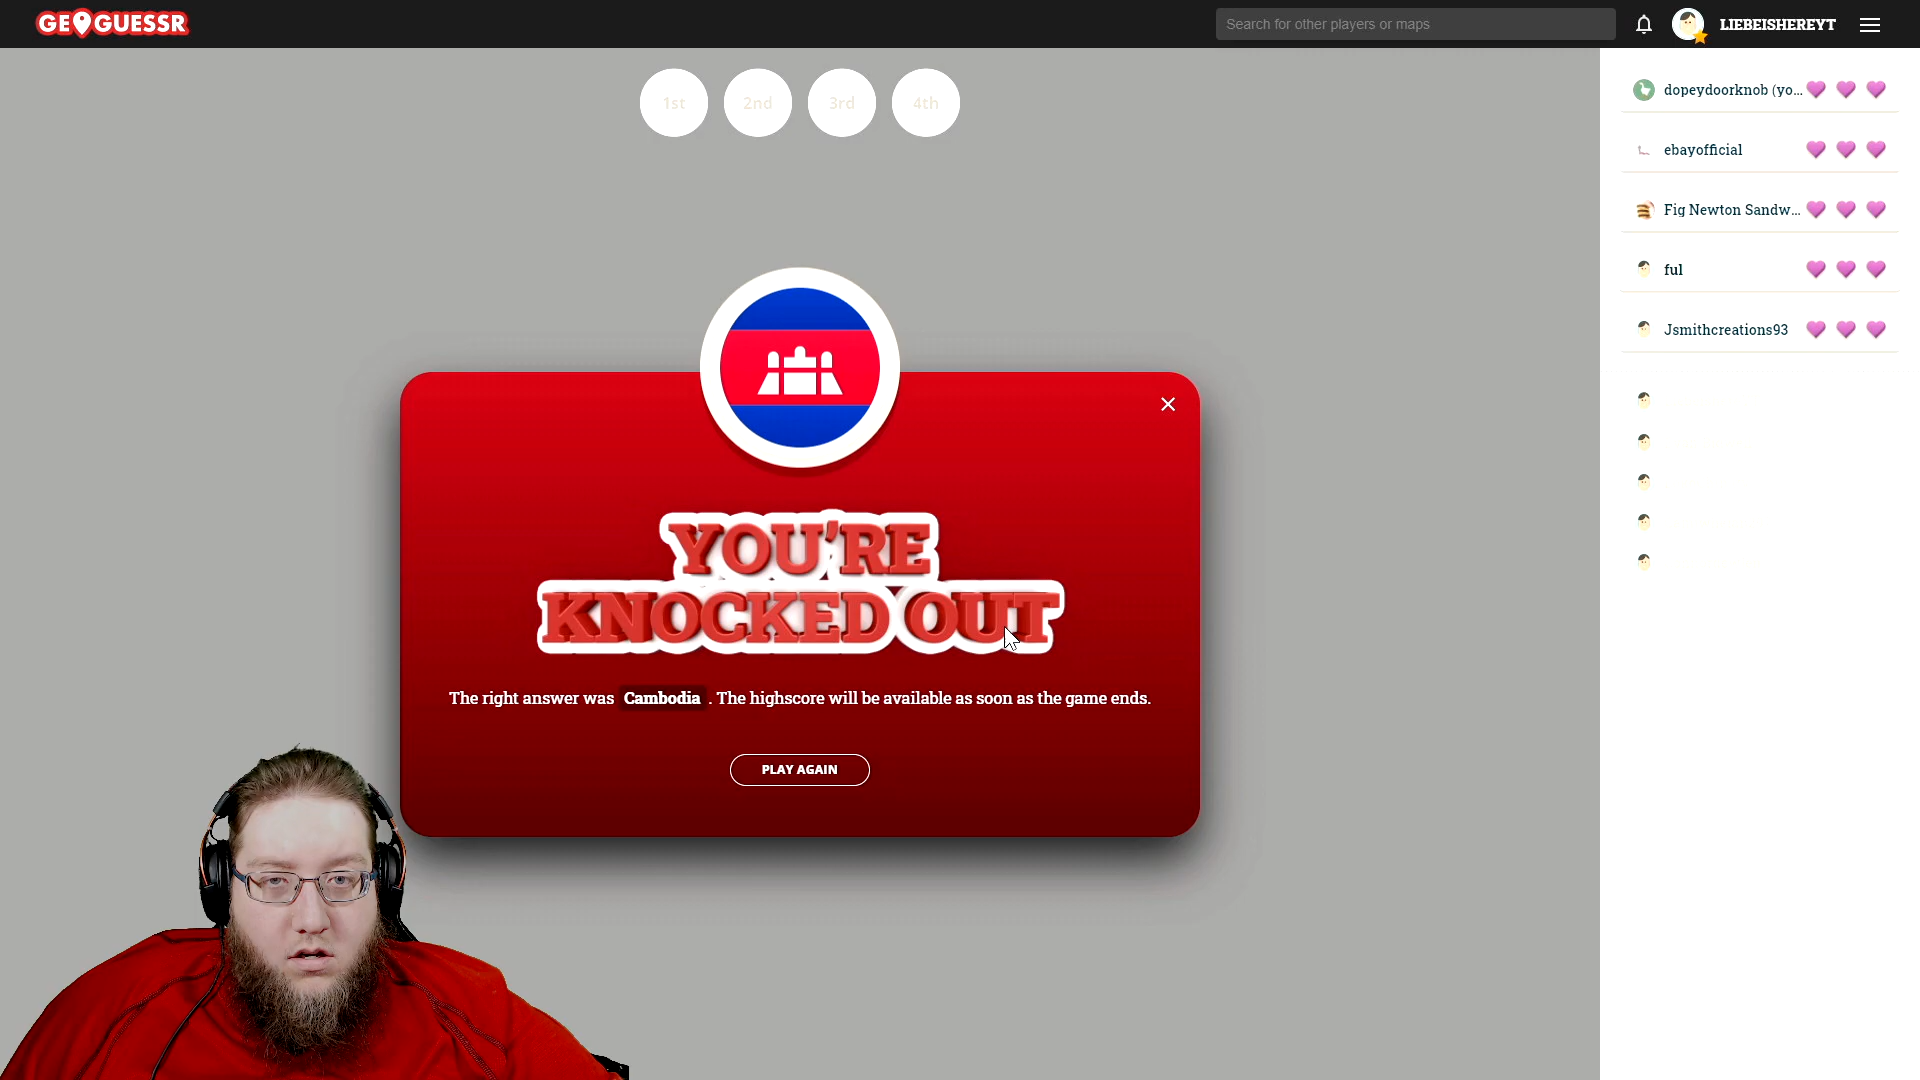 GEOGUESSR
Search for other players or maps
LIEBEISHEREYT
1st
2nd
3rd
4th
dopeydoorknob (yo...
ebayofficial
Fig Newton Sandw...
ful
Jsmithcreations93
YOU'RE
KNOCKED OUT
The right answer was Cambodia . The highscore will be available as soon as the game ends.
PLAY AGAIN